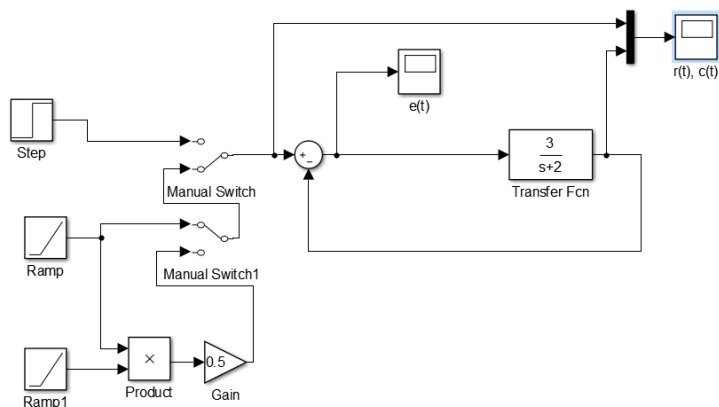 r(t), c(t)
e(t)
Step
+
−
3
s+2
Transfer Fcn
Manual Switch
Ramp
Manual Switch1
×
0.5
Product
Gain
Ramp1